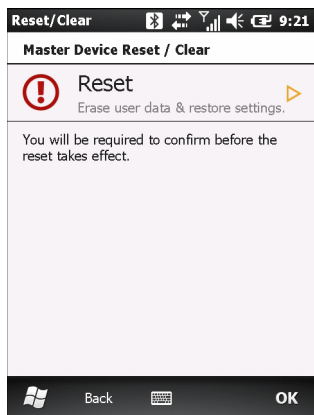 Reset/Clear 9:21
Master Device Reset / Clear
Reset
Erase user data & restore settings.
You will be required to confirm before the
reset takes effect.
Back OK